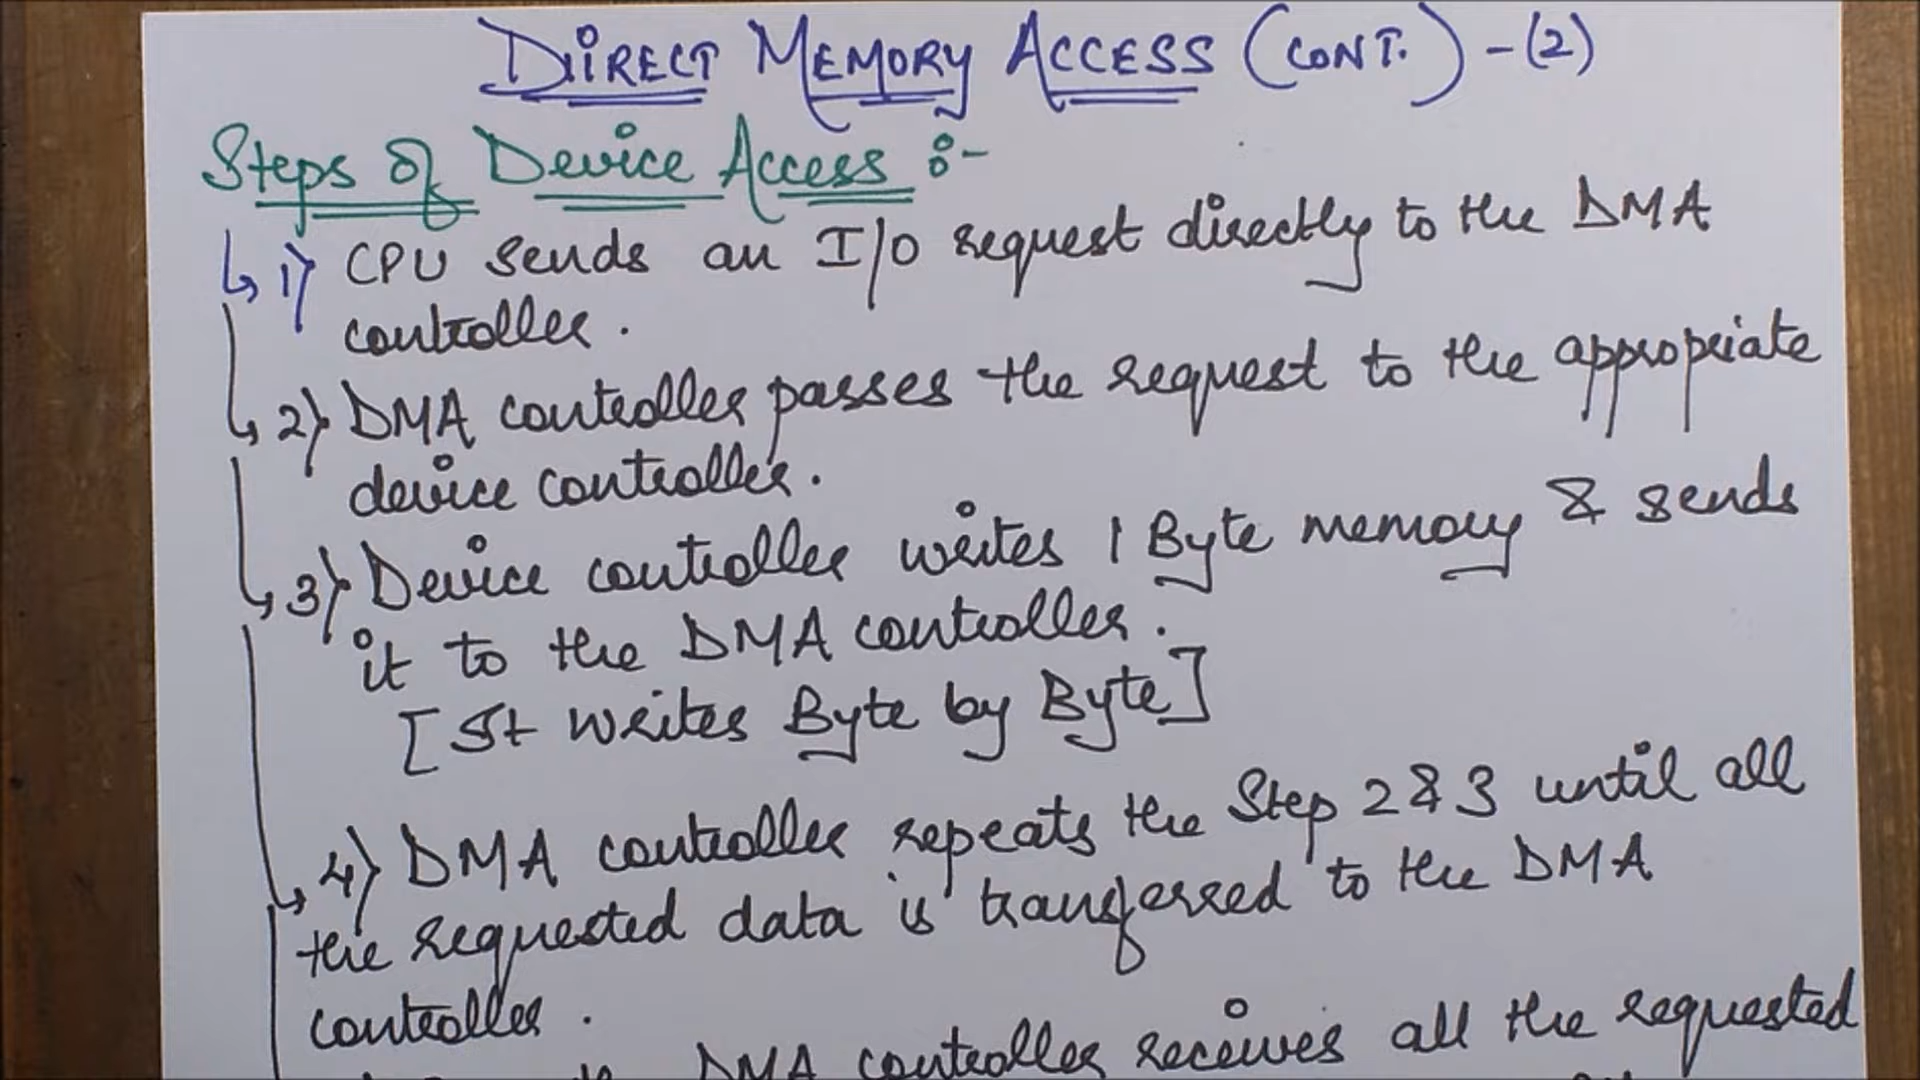 DIRECT MEMORY ACCESS (CONT.) - (2)
Steps of Device Access :-
1) CPU sends an I/O request directly to the DMA
controller.
2) DMA controller passes the request to the appropriate
device controller.
3) Device controller writes 1 Byte memory & sends
it to the DMA controller.
[It writes Byte by Byte]
4) DMA controller repeats the Step 2 & 3 until all
the requested data is transferred to the DMA
controller.
DMA controller receives all the requested